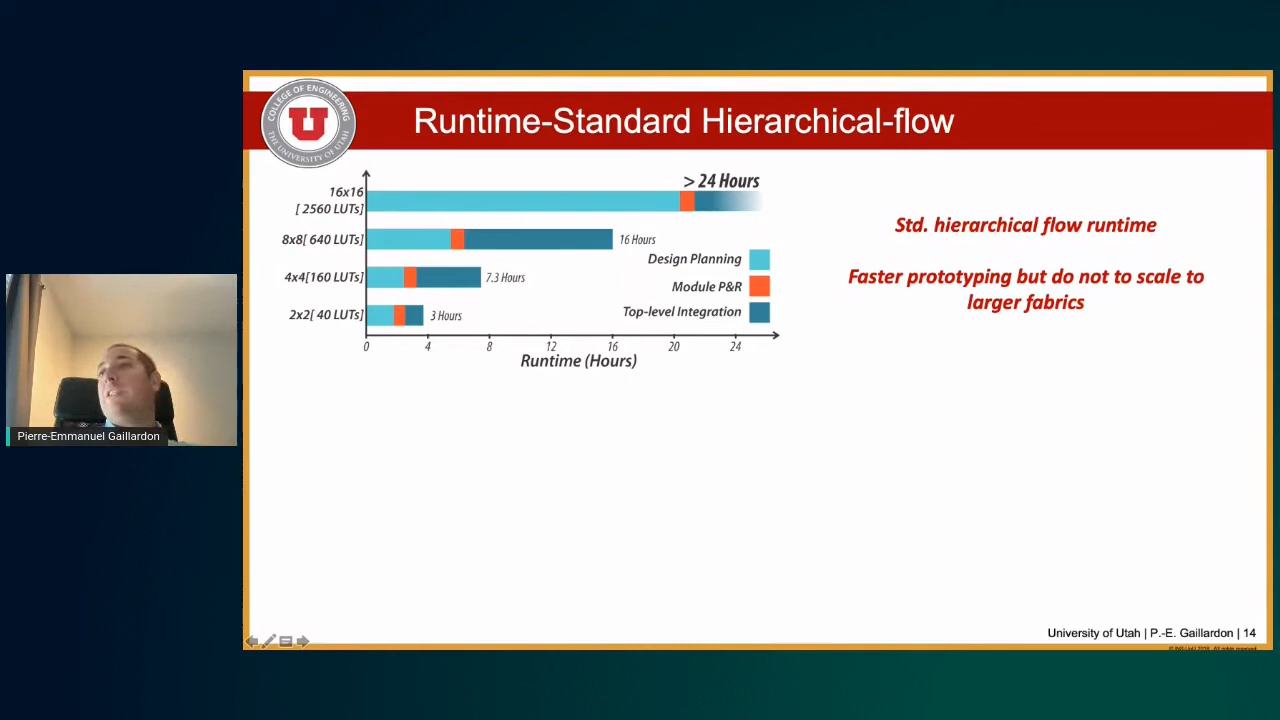 COLLEGE OF ENGINEERING
THE UNIVERSITY OF UTAH
U
Runtime-Standard Hierarchical-flow
> 24 Hours
16x16
[ 2560 LUTs]
8x8[ 640 LUTs]
16 Hours
4x4[160 LUTs]
7.3 Hours
2x2[ 40 LUTs]
3 Hours
Design Planning
Module P&R
Top-level Integration
0 4 8 12 16 20 24
Runtime (Hours)
Std. hierarchical flow runtime
Faster prototyping but do not to scale to
larger fabrics
Pierre-Emmanuel Gaillardon
University of Utah | P.-E. Gaillardon | 14